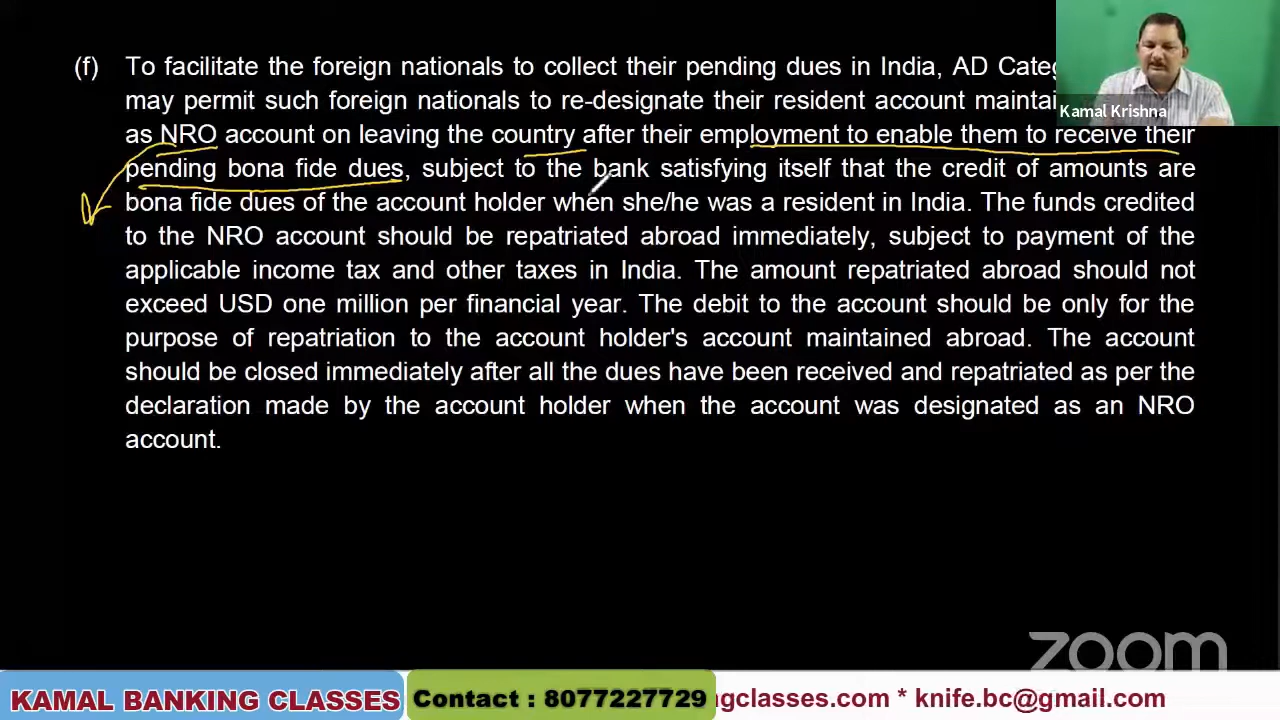 (f) To facilitate the foreign nationals to collect their pending dues in India, AD
may permit such foreign nationals to re-designate their resident account
as NRO account on leaving the country after their employment to enable them to receive their
pending bona fide dues, subject to the bank satisfying itself that the credit of amounts are
bona fide dues of the account holder when she/he was a resident in India. The funds credited
to the NRO account should be repatriated abroad immediately, subject to payment of the
applicable income tax and other taxes in India. The amount repatriated abroad should not
exceed USD one million per financial year. The debit to the account should be only for the
purpose of repatriation to the account holder's account maintained abroad. The account
should be closed immediately after all the dues have been received and repatriated as per the
declaration made by the account holder when the account was designated as an NRO
account.
Kamal Krishna
zoom
KAMAL BANKING CLASSES Contact : 8077227729 ngclasses.com * knife.bc@gmail.com